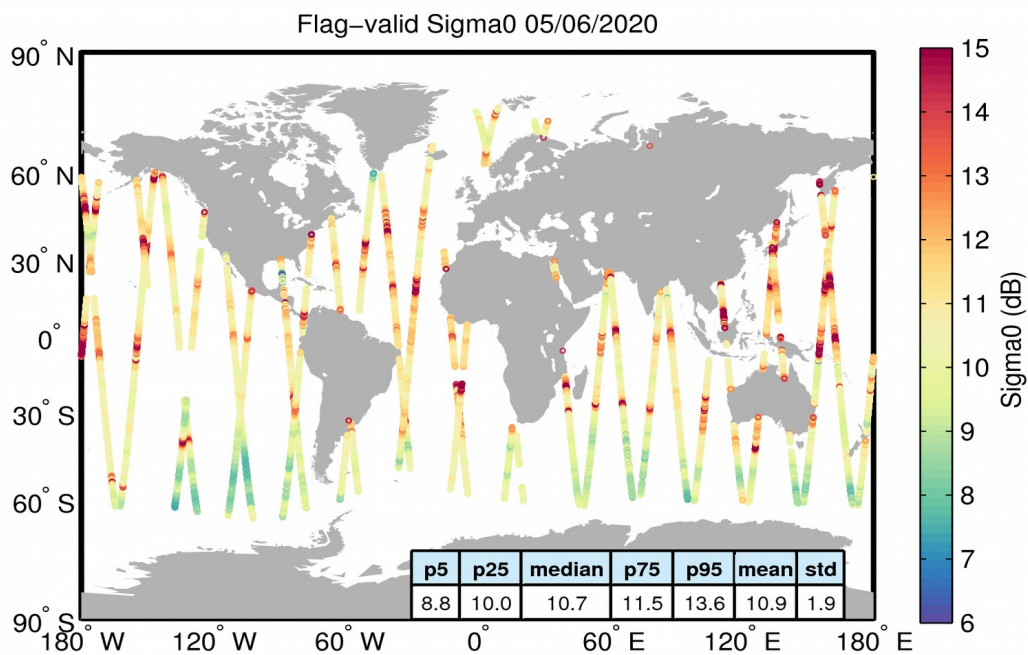 Flag−valid Sigma0 05/06/2020
90° N
60° N
30° N
0°
30° S
60° S
90° S
180° W
120° W
60° W
0°
60° E
120° E
180° E
15
14
13
12
11
10
9
8
7
6
Sigma0 (dB)
p5 p25 median p75 p95 mean std
8.8 10.0 10.7 11.5 13.6 10.9 1.9